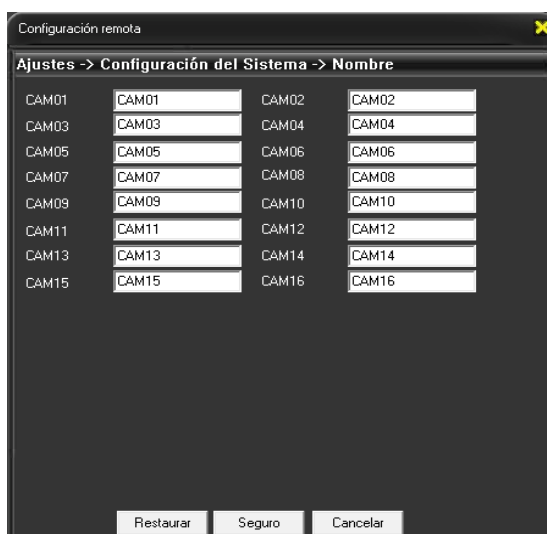 Configuración remota
Ajustes -> Configuración del Sistema -> Nombre
CAM01 CAM01 CAM02 CAM02
CAM03 CAM03 CAM04 CAM04
CAM05 CAM05 CAM06 CAM06
CAM07 CAM07 CAM08 CAM08
CAM09 CAM09 CAM10 CAM10
CAM11 CAM11 CAM12 CAM12
CAM13 CAM13 CAM14 CAM14
CAM15 CAM15 CAM16 CAM16
Restaurar Seguro Cancelar